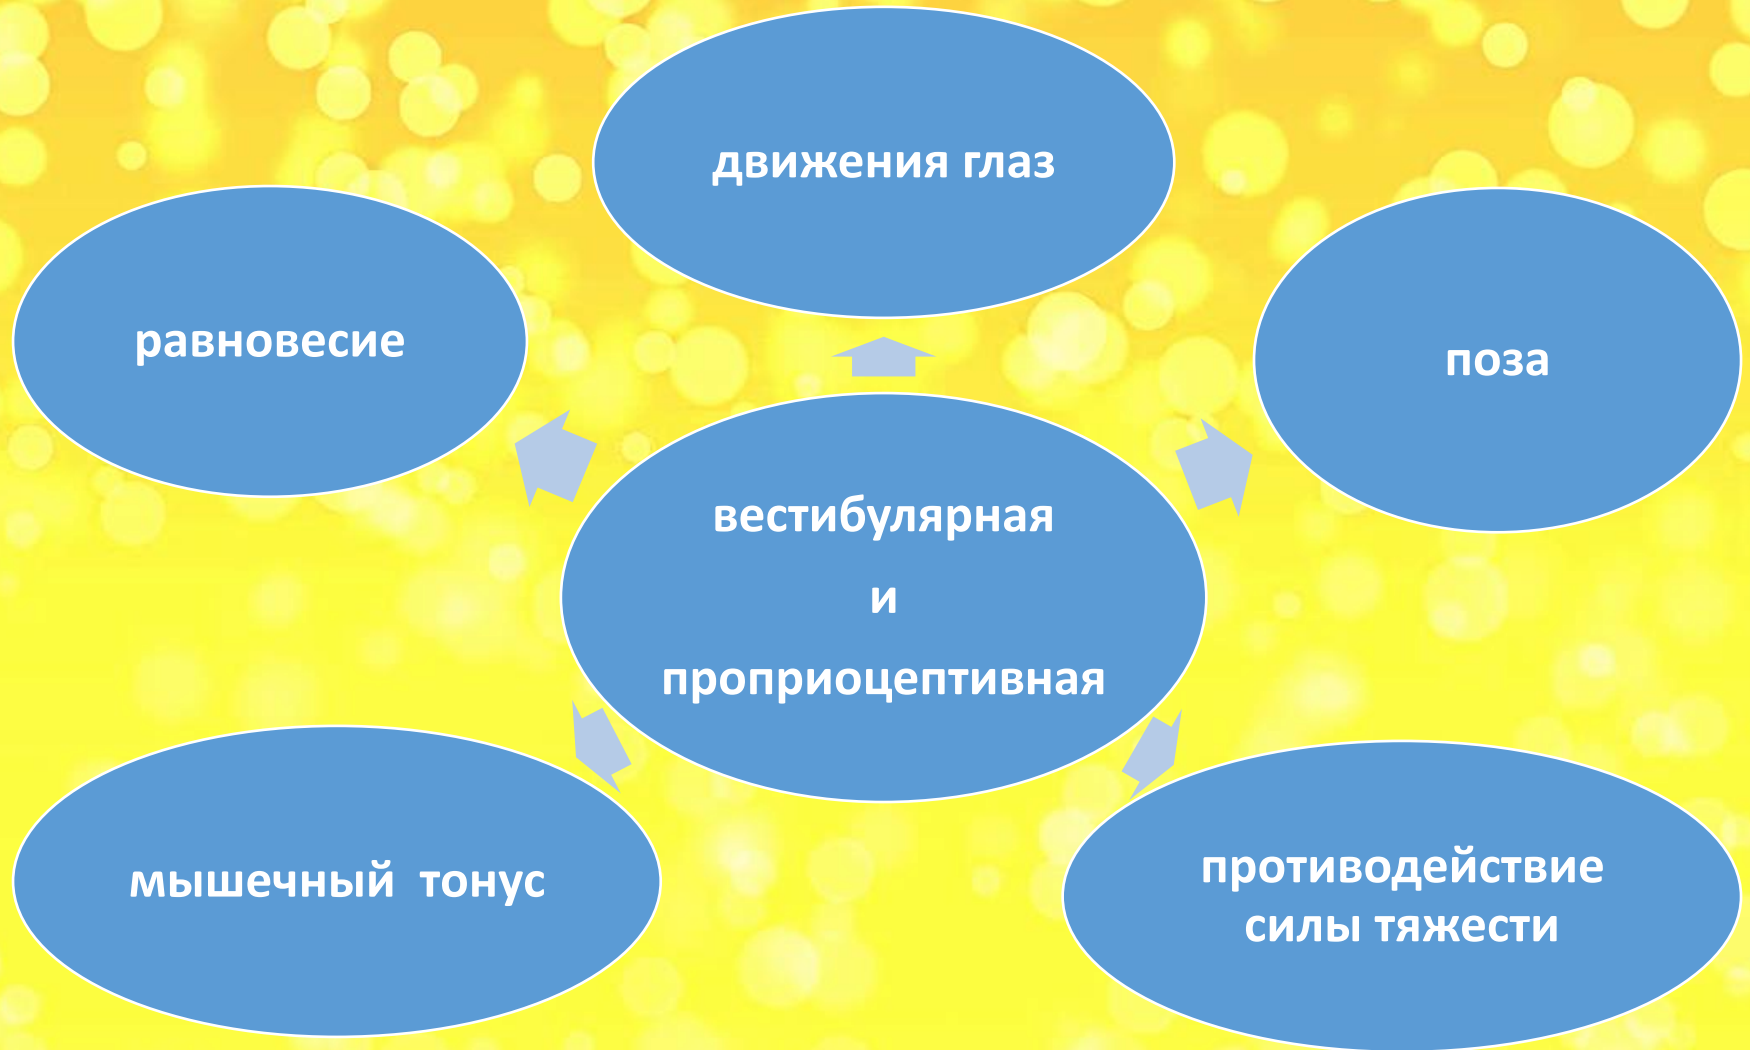 движения глаз
равновесие
поза
вестибулярная
и
проприоцептивная
мышечный тонус
противодействие
силы тяжести